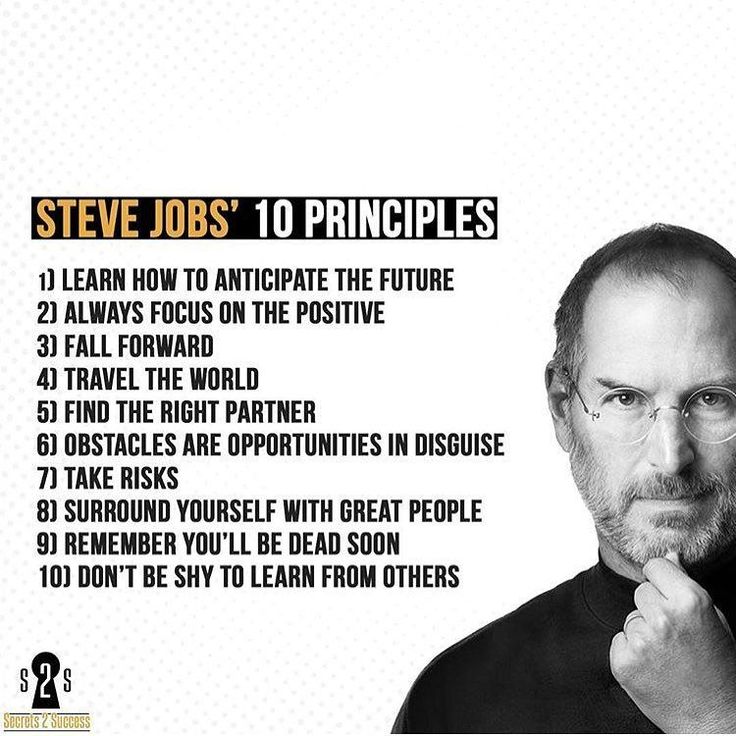 STEVE JOBS' 10 PRINCIPLES
1) LEARN HOW TO ANTICIPATE THE FUTURE
2) ALWAYS FOCUS ON THE POSITIVE
3) FALL FORWARD
4) TRAVEL THE WORLD
5) FIND THE RIGHT PARTNER
6) OBSTACLES ARE OPPORTUNITIES IN DISGUISE
7) TAKE RISKS
8) SURROUND YOURSELF WITH GREAT PEOPLE
9) REMEMBER YOU'LL BE DEAD SOON
10) DON'T BE SHY TO LEARN FROM OTHERS
S 2 S
Secrets 2 Success